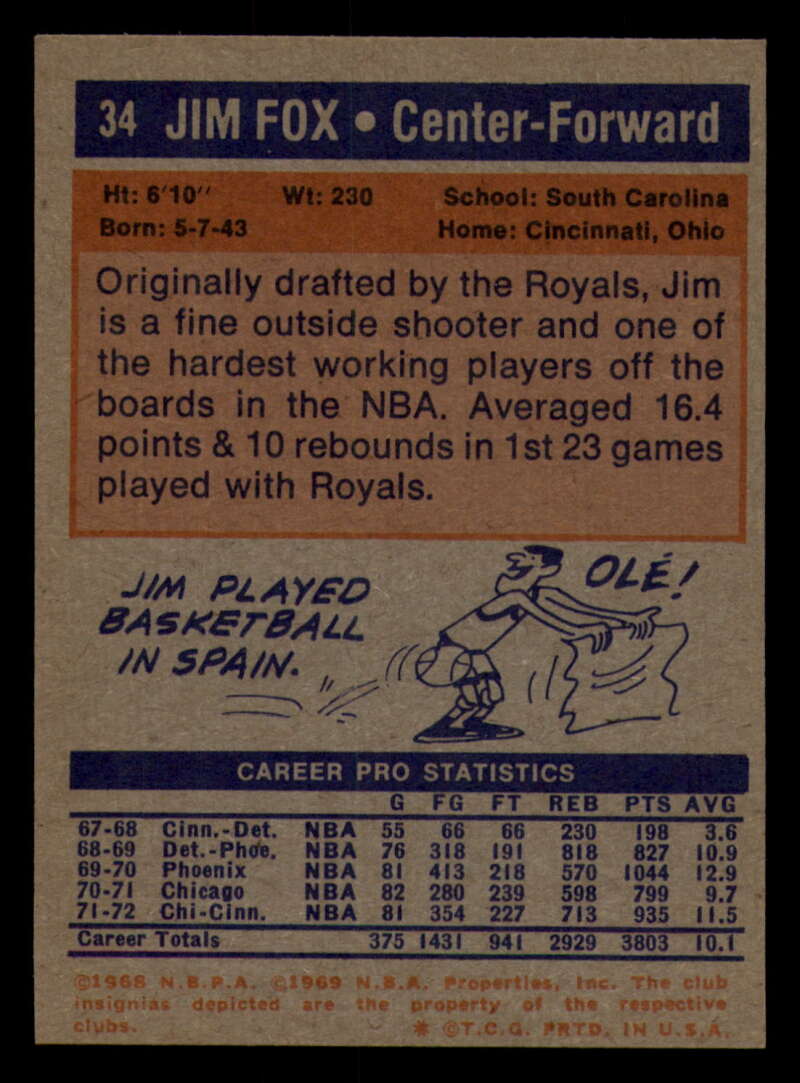 34 JIM FOX • Center-Forward
Ht: 6'10" Wt: 230 School: South Carolina
Born: 5-7-43 Home: Cincinnati, Ohio
Originally drafted by the Royals, Jim
is a fine outside shooter and one of
the hardest working players off the
boards in the NBA. Averaged 16.4
points & 10 rebounds in 1st 23 games
played with Royals.
JIM PLAYED
BASKETBALL
IN SPAIN.
OLÉ!
CAREER PRO STATISTICS
G FG FT REB PTS AVG
67-68 Cinn.-Det. NBA 55 66 66 230 198 3.6
68-69 Det.-Phoe. NBA 76 318 191 818 827 10.9
69-70 Phoenix NBA 81 413 218 570 1044 12.9
70-71 Chicago NBA 82 280 239 598 799 9.7
71-72 Chi-Cinn. NBA 81 354 227 713 935 11.5
Career Totals 375 1431 941 2929 3803 10.1
©1968 N.B.P.A. ©1969 N.B.A. Properties, Inc. The club
insignias depicted are the property of the respective
clubs. * ©T.C.G. PRTD. IN U.S.A.